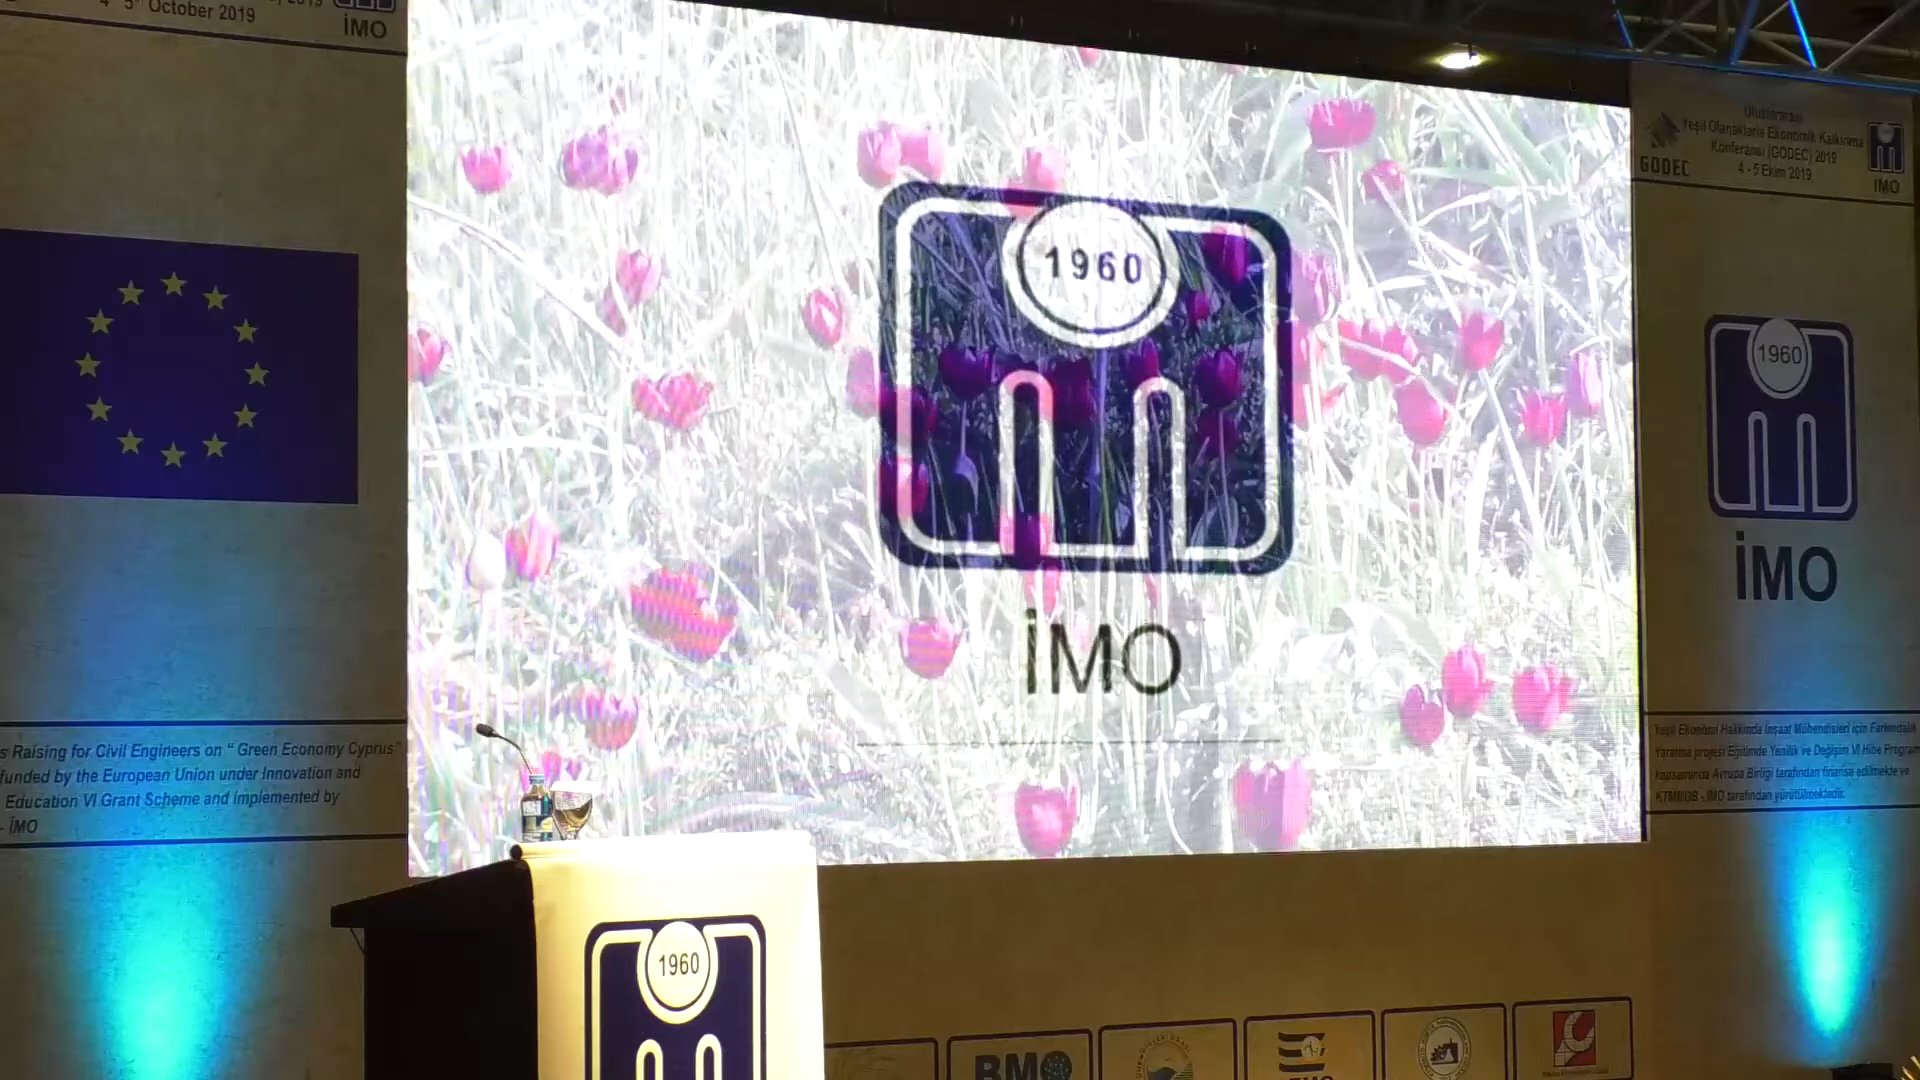 4 - 5 October 2019
İMO
1960
İMO
Uluslararası
Yeşil Olanaklarla Ekonomik Kalkınma
Konferansı (GODEC) 2019
4 - 5 Ekim 2019
GODEC
İMO
1960
İMO
s Raising for Civil Engineers on “ Green Economy Cyprus”
funded by the European Union under Innovation and
Education VI Grant Scheme and implemented by
- İMO
Yeşil Ekonomi Hakkında İnşaat Mühendisleri için Farkındalık
Yaratma projesi Eğitimde Yenilik ve Değişim VI Hibe Program
kapsamında Avrupa Birliği tarafından finanse edilmekte ve
KTMMOB - İMO tarafından yürütülmektedir.
1960
BMO